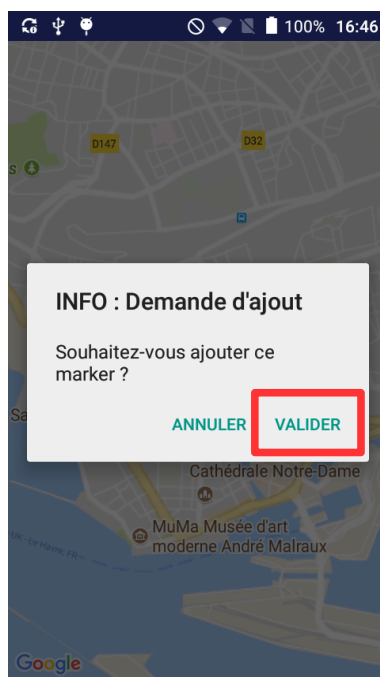 100% 16:46
D147
D32
s
INFO : Demande d'ajout
Souhaitez-vous ajouter ce
marker ?
ANNULER VALIDER
Sa
Cathédrale Notre-Dame
MuMa Musée d'art
moderne André Malraux
Google